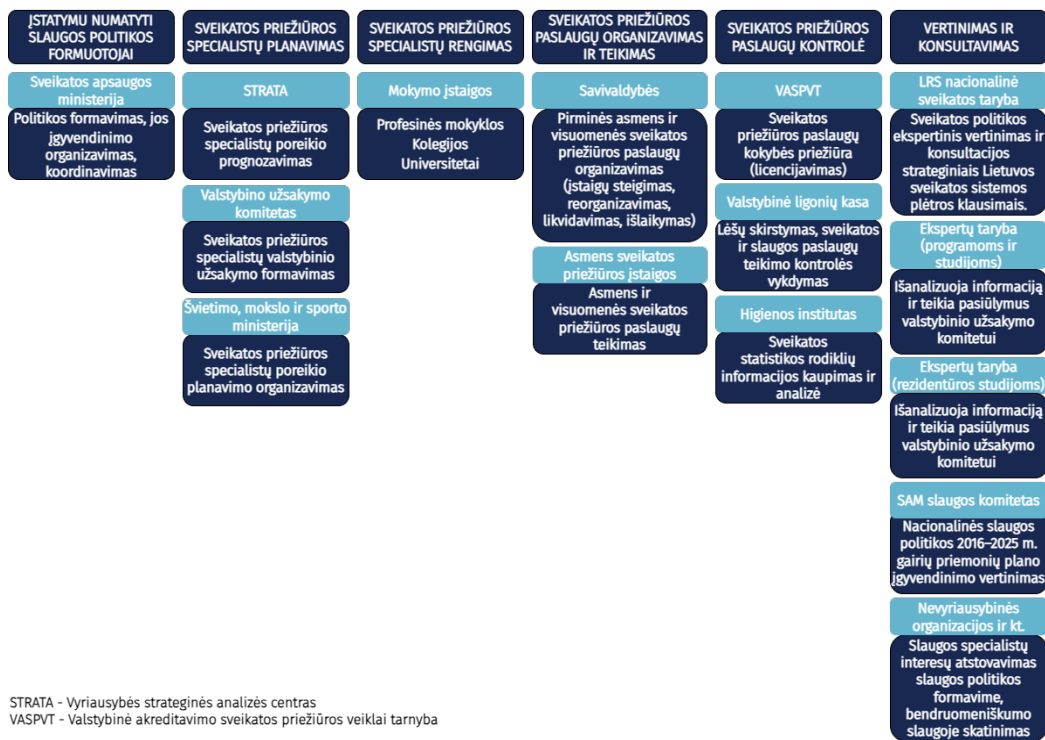 ĮSTATYMU NUMATYTI
SLAUGOS POLITIKOS
FORMUOTOJAI
Sveikatos apsaugos
ministerija
Politikos formavimas, jos
įgyvendinimo
organizavimas,
koordinavimas
SVEIKATOS PRIEŽIŪROS
SPECIALISTŲ PLANAVIMAS
STRATA
Sveikatos priežiūros
specialistų poreikio
prognozavimas
Valstybino užsakymo
komitetas
Sveikatos priežiūros
specialistų valstybinio
užsakymo formavimas
Švietimo, mokslo ir sporto
ministerija
Sveikatos priežiūros
specialistų poreikio
planavimo organizavimas
SVEIKATOS PRIEŽIŪROS
SPECIALISTŲ RENGIMAS
Mokymo įstaigos
Profesinės mokyklos
Kolegijos
Universitetai
SVEIKATOS PRIEŽIŪROS
PASLAUGŲ ORGANIZAVIMAS
IR TEIKIMAS
Savivaldybės
Pirminės asmens ir
visuomenės sveikatos
priežiūros paslaugų
organizavimas
(įstaigų steigimas,
reorganizavimas,
likvidavimas, išlaikymas)
Asmens sveikatos
priežiūros įstaigos
Asmens ir
visuomenės sveikatos
priežiūros paslaugų
teikimas
SVEIKATOS PRIEŽIŪROS
PASLAUGŲ KONTROLĖ
VASPVT
Sveikatos
priežiūros paslaugų
kokybės priežiūra
(licencijavimas)
Valstybinė ligonių kasa
Lėšų skirstymas, sveikatos
ir slaugos paslaugų
teikimo kontrolės
vykdymas
Higienos institutas
Sveikatos
statistikos rodiklių
informacijos kaupimas ir
analizė
VERTINIMAS IR
KONSULTAVIMAS
LRS nacionalinė
sveikatos taryba
Sveikatos politikos
ekspertinis vertinimas ir
konsultacijos
strateginiais Lietuvos
sveikatos sistemos
plėtros klausimais.
Ekspertų taryba
(programoms ir
studijoms)
Išanalizuoja informaciją
ir teikia pasiūlymus
valstybinio užsakymo
komitetui
Ekspertų taryba
(rezidentūros studijoms)
Išanalizuoja informaciją
ir teikia pasiūlymus
valstybinio užsakymo
komitetui
SAM slaugos komitetas
Nacionalinės slaugos
politikos 2016–2025 m.
gairių priemonių plano
įgyvendinimo vertinimas
Nevyriausybinės
organizacijos ir kt.
Slaugos specialistų
interesų atstovavimas
slaugos politikos
formavime,
bendruomeniškumo
slaugoje skatinimas
STRATA - Vyriausybės strateginės analizės centras
VASPVT - Valstybinė akreditavimo sveikatos priežiūros veiklai tarnyba